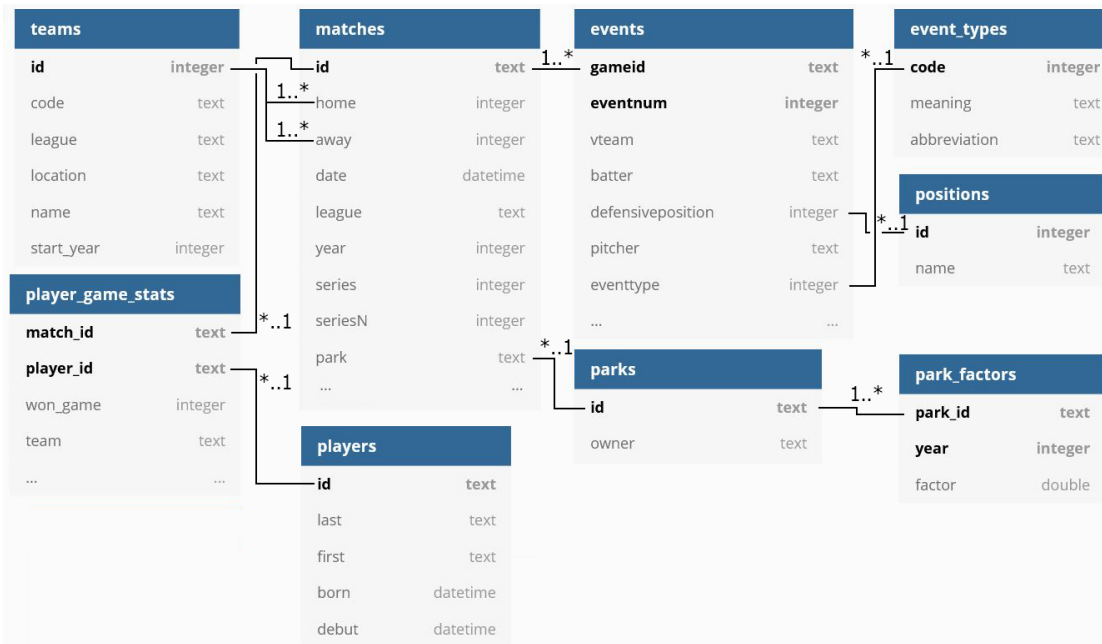 teams
id integer
code text
league text
location text
name text
start_year integer
player_game_stats
match_id text
player_id text
won_game integer
team text
... ...
matches
id text
home integer
away integer
date datetime
league text
year integer
series integer
seriesN integer
park text
... ...
players
id text
last text
first text
born datetime
debut datetime
events
gameid text
eventnum integer
vteam text
batter text
defensiveposition integer
pitcher text
eventtype integer
... ...
parks
id text
owner text
event_types
code integer
meaning text
abbreviation text
positions
id integer
name text
park_factors
park_id text
year integer
factor double
1..*
1..*
1..*
*..1
*..1
*..1
*..1
*..1
1..*